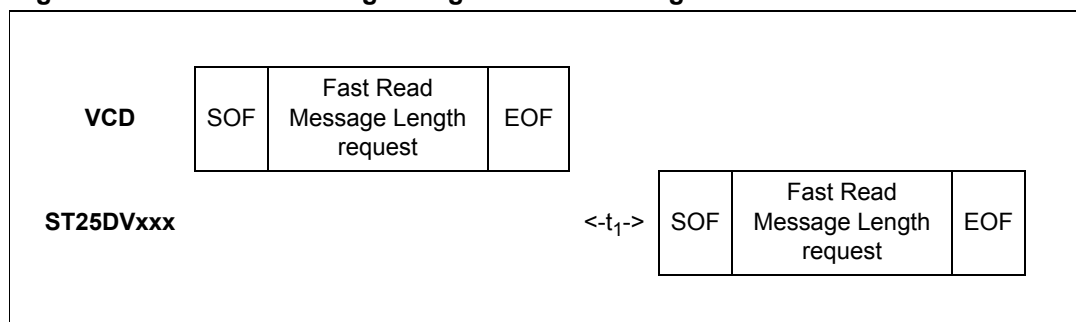 VCD
SOF
Fast Read
Message Length
request
EOF
ST25DVxxx
<-t1->
SOF
Fast Read
Message Length
request
EOF